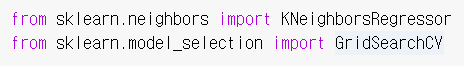 from sklearn.neighbors import KNeighborsRegressor
from sklearn.model_selection import GridSearchCV